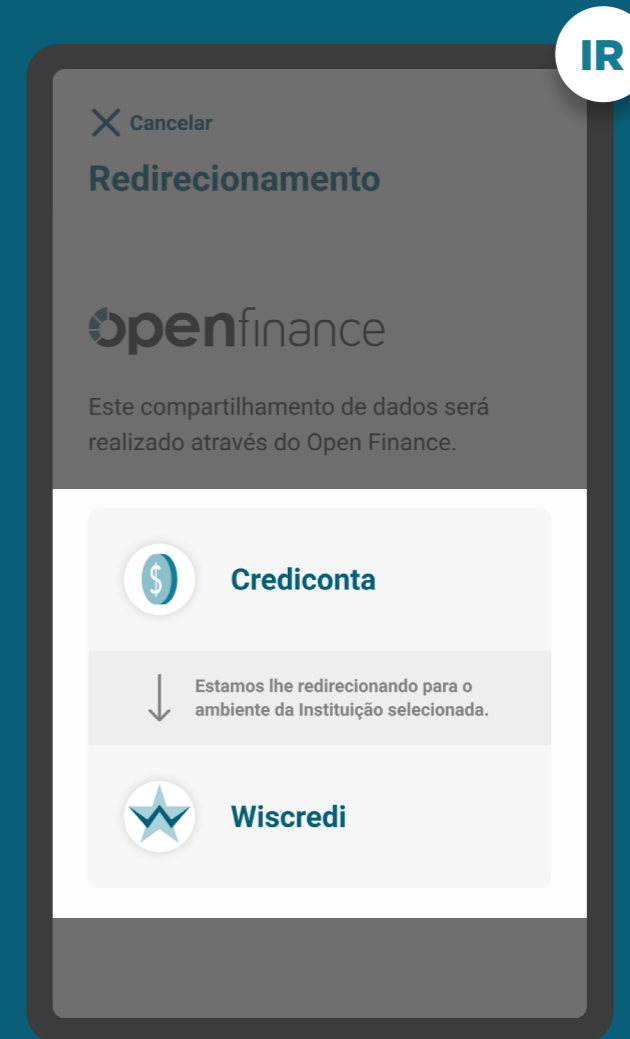 IR
Cancelar
Redirecionamento
openfinance
Este compartilhamento de dados será
realizado através do Open Finance.
$
Crediconta
Estamos lhe redirecionando para o
ambiente da Instituição selecionada.
Wiscredi